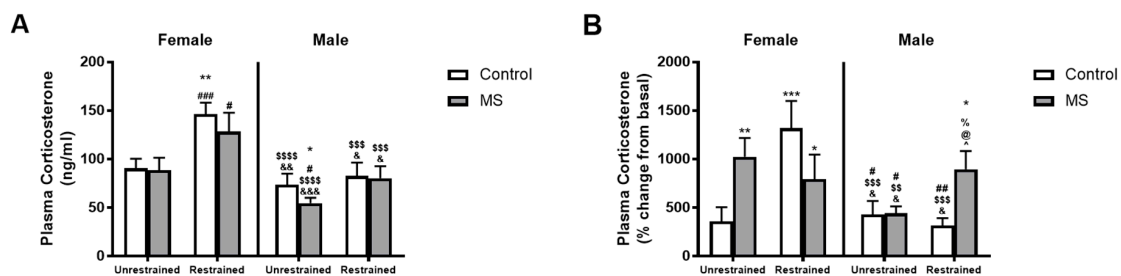 A
Female
Male
Plasma Corticosterone
(ng/ml)
200
150
100
50
0
**
###
#
$$$$
&&
*
#
$$$$
&&&
$$$
&
$$$
&
Unrestrained
Restrained
Unrestrained
Restrained
Control
MS
B
Female
Male
Plasma Corticosterone
(% change from basal)
2000
1500
1000
500
0
**
***
*
#
$$$
&
#
$$
&
##
$$$
&
*
%
@
^
Unrestrained
Restrained
Unrestrained
Restrained
Control
MS